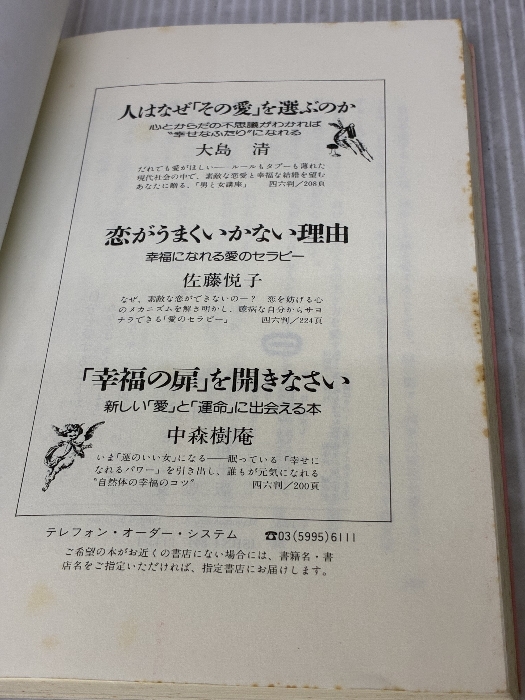 人はなぜ「その愛」を選ぶのか
心とからだの不思議がわかれば
“幸せなふたり”になれる
大島 清
だれでも愛がほしい――ルールもタブーも薄れた
現代社会の中で、素敵な恋愛と幸福な結婚を望む
あなたに贈る、「男と女講座」 四六判／208頁
恋がうまくいかない理由
幸福になれる愛のセラピー
佐藤悦子
なぜ、素敵な恋ができないの―？ 恋を妨げる心
のメカニズムを解き明かし、臆病な自分からサヨ
ナラできる「愛のセラピー」 四六判／224頁
「幸福の扉」を開きなさい
新しい「愛」と「運命」に出会える本
中森樹庵
いま「運のいい女」になる――眠っている「幸せに
なれるパワー」を引き出し、誰もが元気になれる
“自然体の幸福のコツ” 四六判／200頁
テレフォン・オーダー・システム ☎03(5995)6111
ご希望の本がお近くの書店にない場合には、書籍名・書
店名をご指定いただければ、指定書店にお届けします。